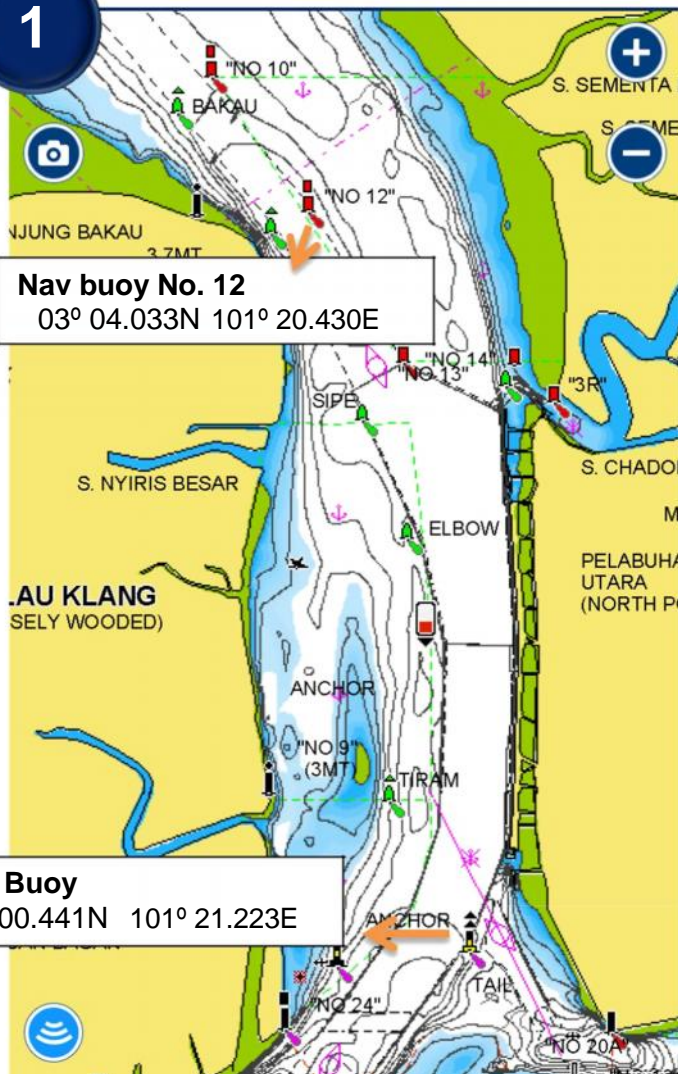 1
"NO 10"
BAKAU
S. SEMENTA
"NO 12"
NJUNG BAKAU
3.7MT
Nav buoy No. 12
03º 04.033N 101º 20.430E
"NO 14"
"NO 13"
"3R"
SIPE
S. NYIRIS BESAR
S. CHADO
ELBOW
M
PELABUHA
UTARA
(NORTH PO
LAU KLANG
SELY WOODED)
ANCHOR
"NO 9"
(3MT)
TIRAM
Buoy
00.441N 101º 21.223E
ANCHOR
TAIL
"NO 24"
"NO 20A"